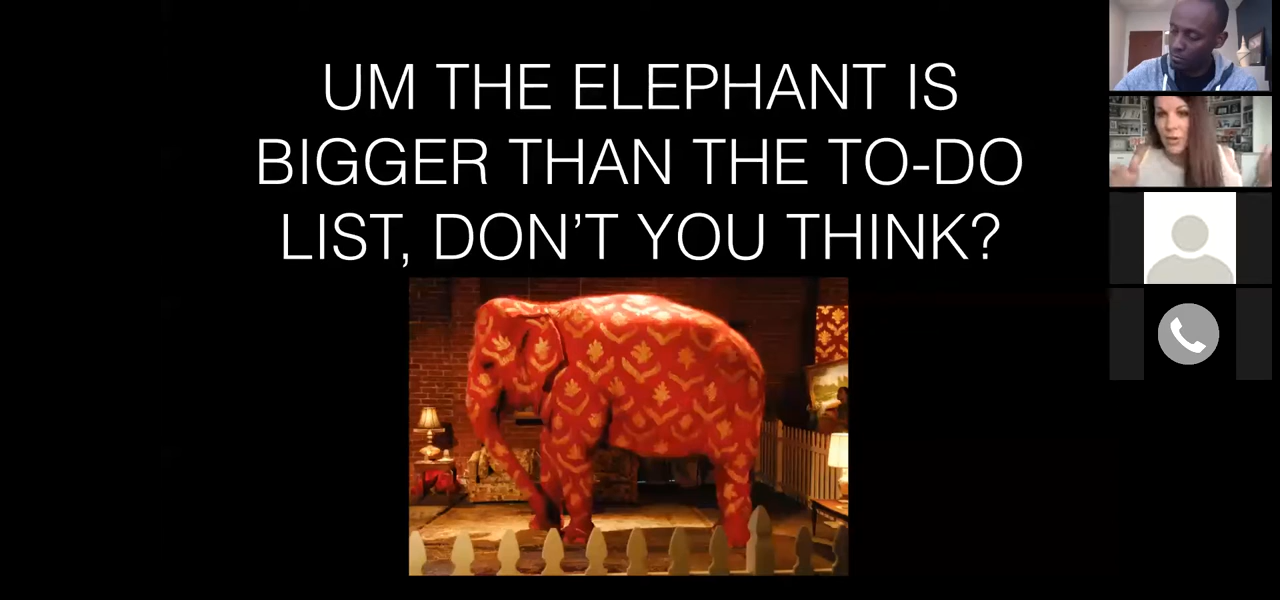 UM THE ELEPHANT IS
BIGGER THAN THE TO-DO
LIST, DON’T YOU THINK?